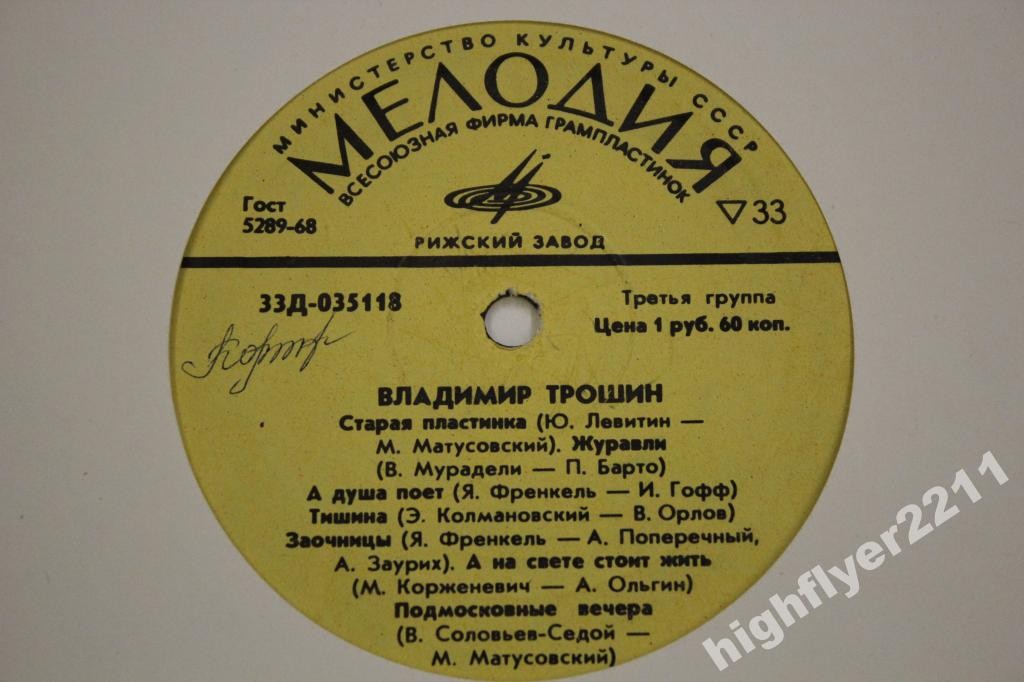 МИНИСТЕРСТВО КУЛЬТУРЫ СССР
МЕЛОДИЯ
ВСЕСОЮЗНАЯ ФИРМА ГРАМПЛАСТИНОК
Гост
5289-68
▽33
РИЖСКИЙ ЗАВОД
33Д-035118
Третья группа
Цена 1 руб. 60 коп.
ВЛАДИМИР ТРОШИН
Старая пластинка (Ю. Левитин —
М. Матусовский). Журавли
(В. Мурадели — П. Барто)
А душа поет (Я. Френкель — И. Гофф)
Тишина (Э. Колмановский — В. Орлов)
Заочницы (Я. Френкель — А. Поперечный,
А. Заурих). А на свете стоит жить
(М. Корженевич — А. Ольгин)
Подмосковные вечера
(В. Соловьев-Седой —
М. Матусовский)
highflyer2211